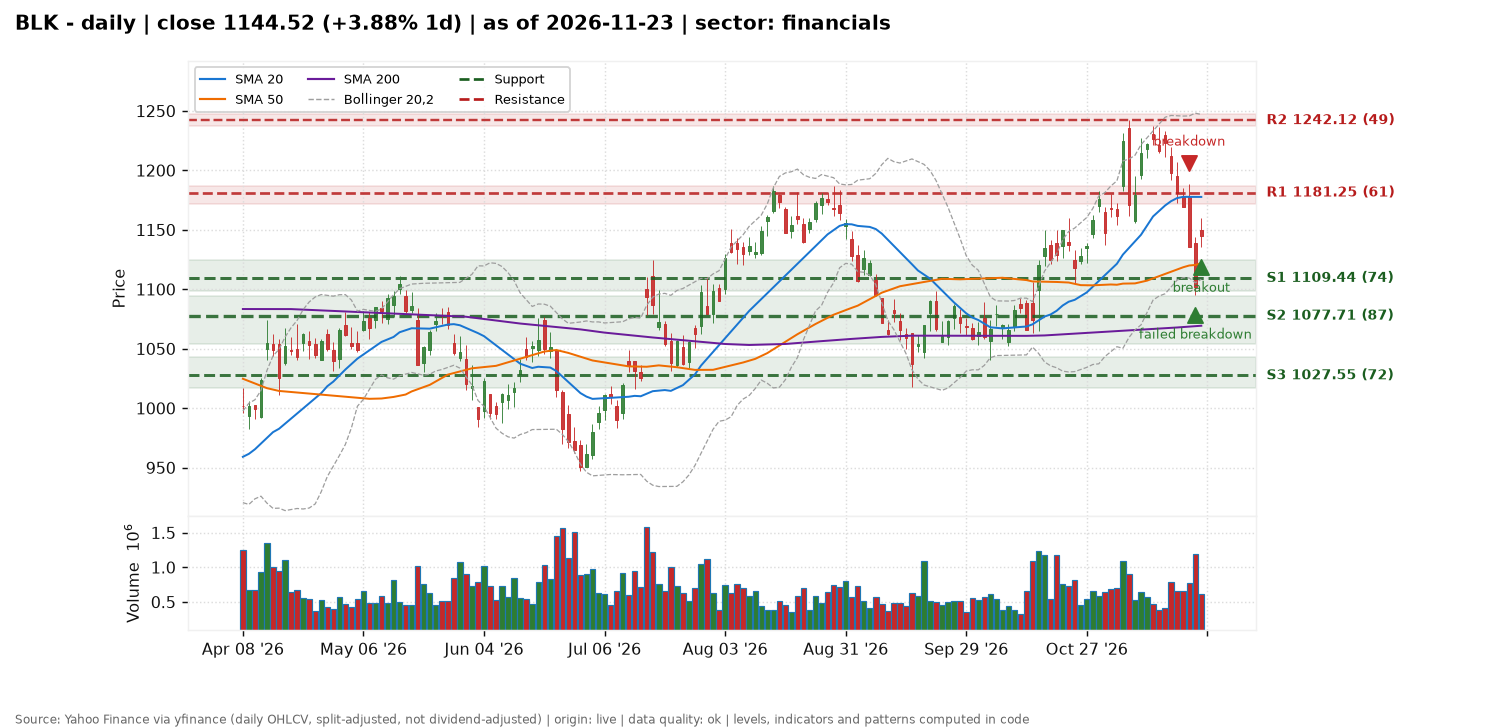 BLK - daily | close 1144.52 (+3.88% 1d) | as of 2026-11-23 | sector: financials
SMA 20
SMA 50
SMA 200
Bollinger 20,2
Support
Resistance
Price
1250
1200
1150
1100
1050
1000
950
R2 1242.12 (49)
breakdown
R1 1181.25 (61)
S1 1109.44 (74)
breakout
S2 1077.71 (87)
failed breakdown
S3 1027.55 (72)
Volume 10⁶
1.5
1.0
0.5
Apr 08 '26
May 06 '26
Jun 04 '26
Jul 06 '26
Aug 03 '26
Aug 31 '26
Sep 29 '26
Oct 27 '26
Source: Yahoo Finance via yfinance (daily OHLCV, split-adjusted, not dividend-adjusted) | origin: live | data quality: ok | levels, indicators and patterns computed in code